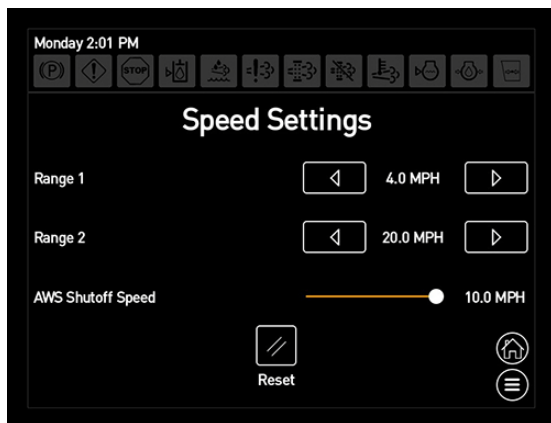 Monday 2:01 PM
(P) STOP
Speed Settings
Range 1 4.0 MPH
Range 2 20.0 MPH
AWS Shutoff Speed 10.0 MPH
Reset